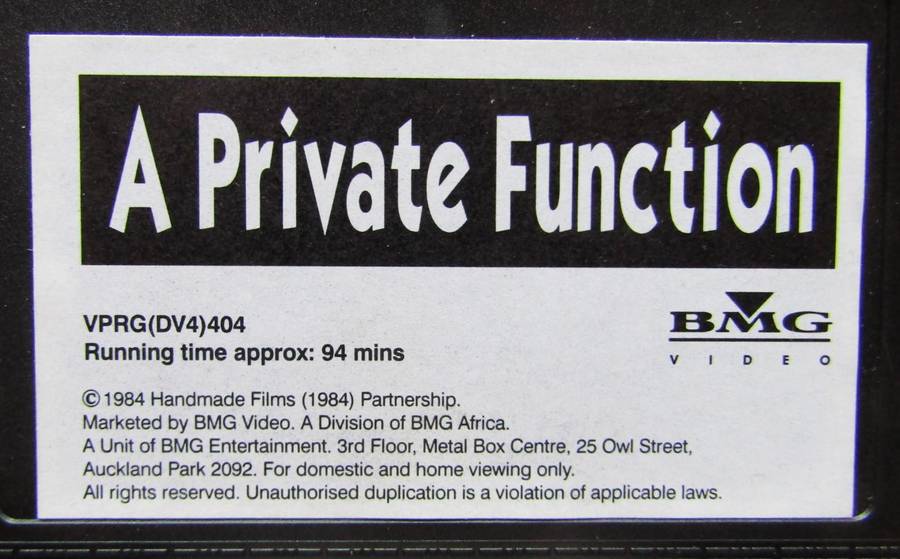 A Private Function
VPRG(DV4)404
Running time approx: 94 mins
BMG
VIDEO
©1984 Handmade Films (1984) Partnership.
Marketed by BMG Video. A Division of BMG Africa.
A Unit of BMG Entertainment. 3rd Floor, Metal Box Centre, 25 Owl Street,
Auckland Park 2092. For domestic and home viewing only.
All rights reserved. Unauthorised duplication is a violation of applicable laws.